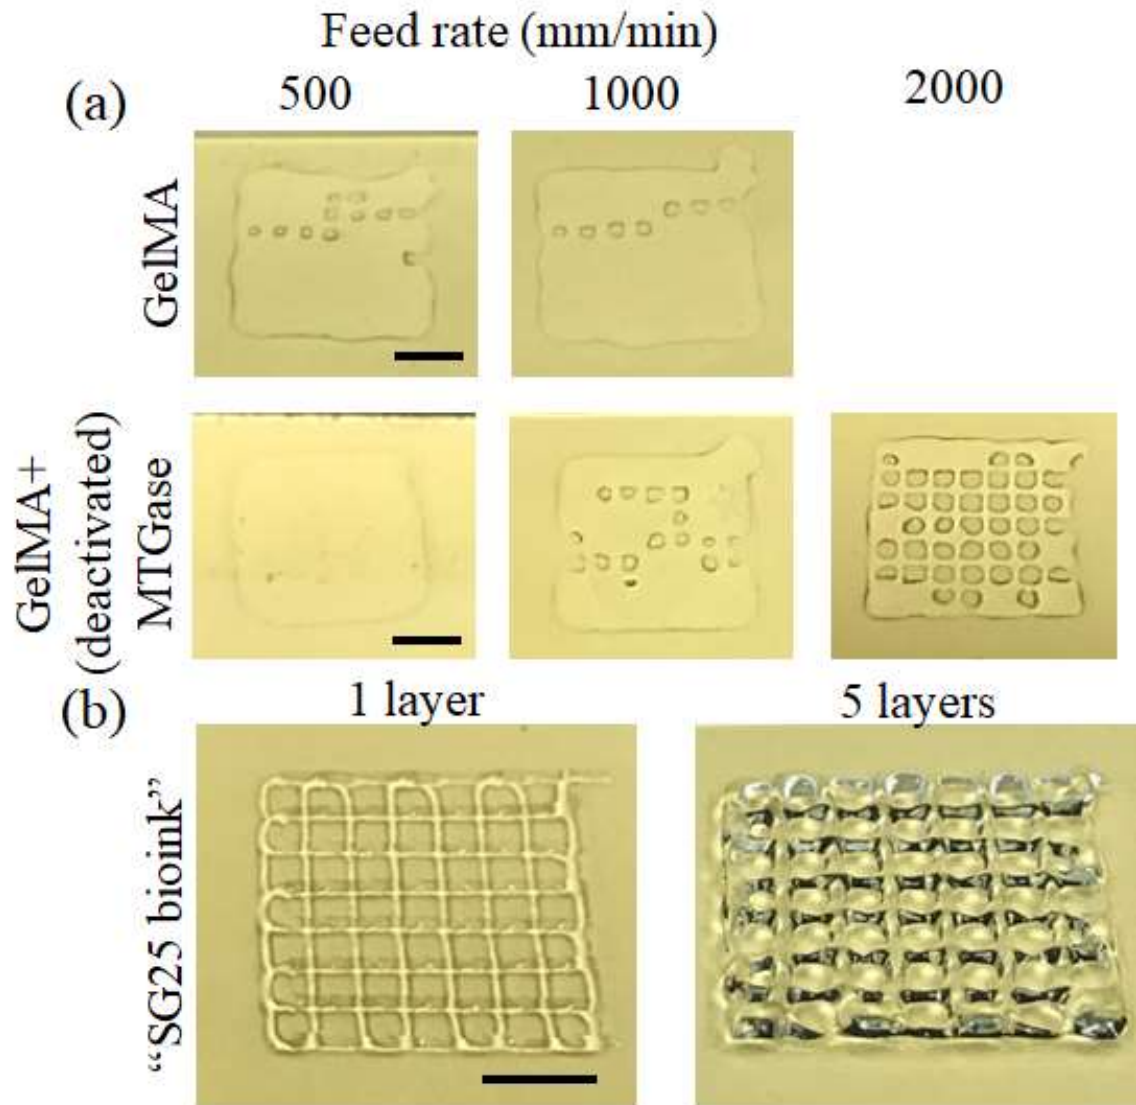 Feed rate (mm/min)
(a) 500 1000 2000
GelMA
GelMA+
(deactivated)
MTGase
(b) 1 layer 5 layers
“SG25 bioink”